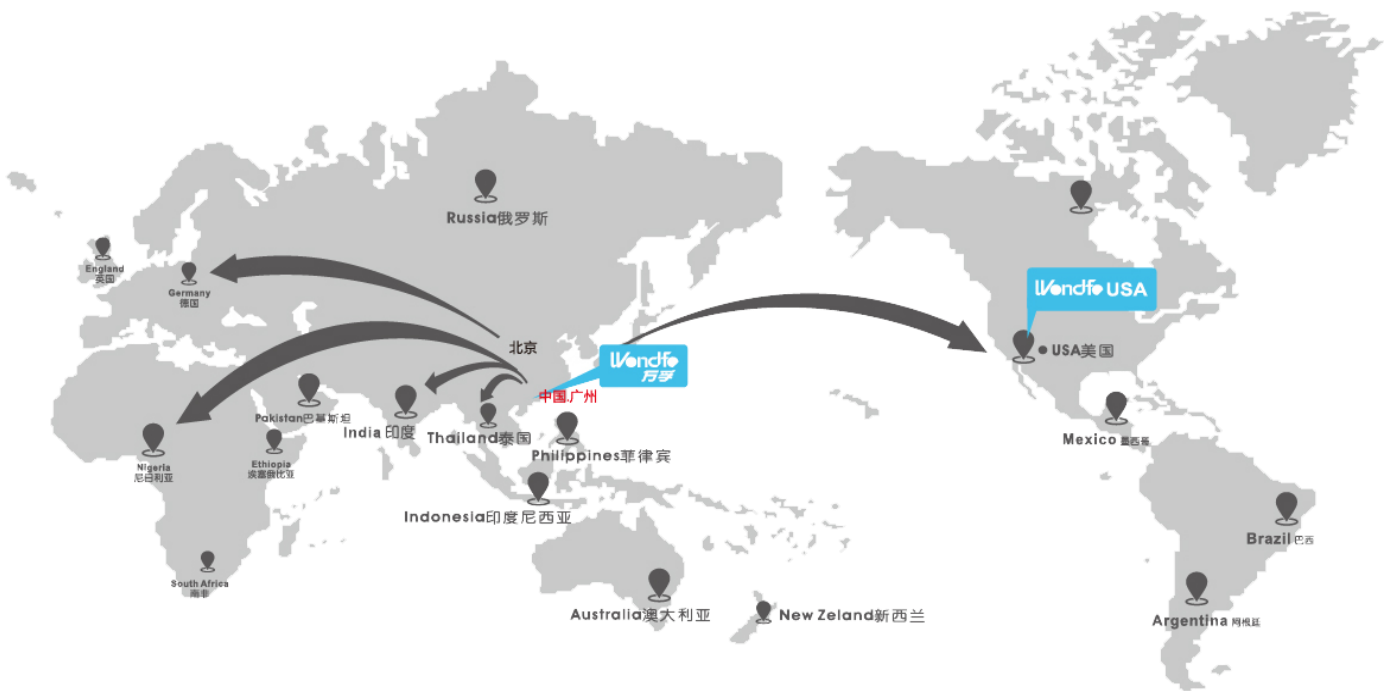 Russia俄罗斯
England
英国
Germany
德国
Wondfo USA
北京
USA美国
Wondfo
万孚
中国.广州
Pakistan巴基斯坦
India 印度
Thailand泰国
Mexico 墨西哥
Philippines菲律宾
Nigeria
尼日利亚
Ethiopia
埃塞俄比亚
Indonesia印度尼西亚
Brazil 巴西
South Africa
南非
Australia澳大利亚
New Zeland新西兰
Argentina 阿根廷